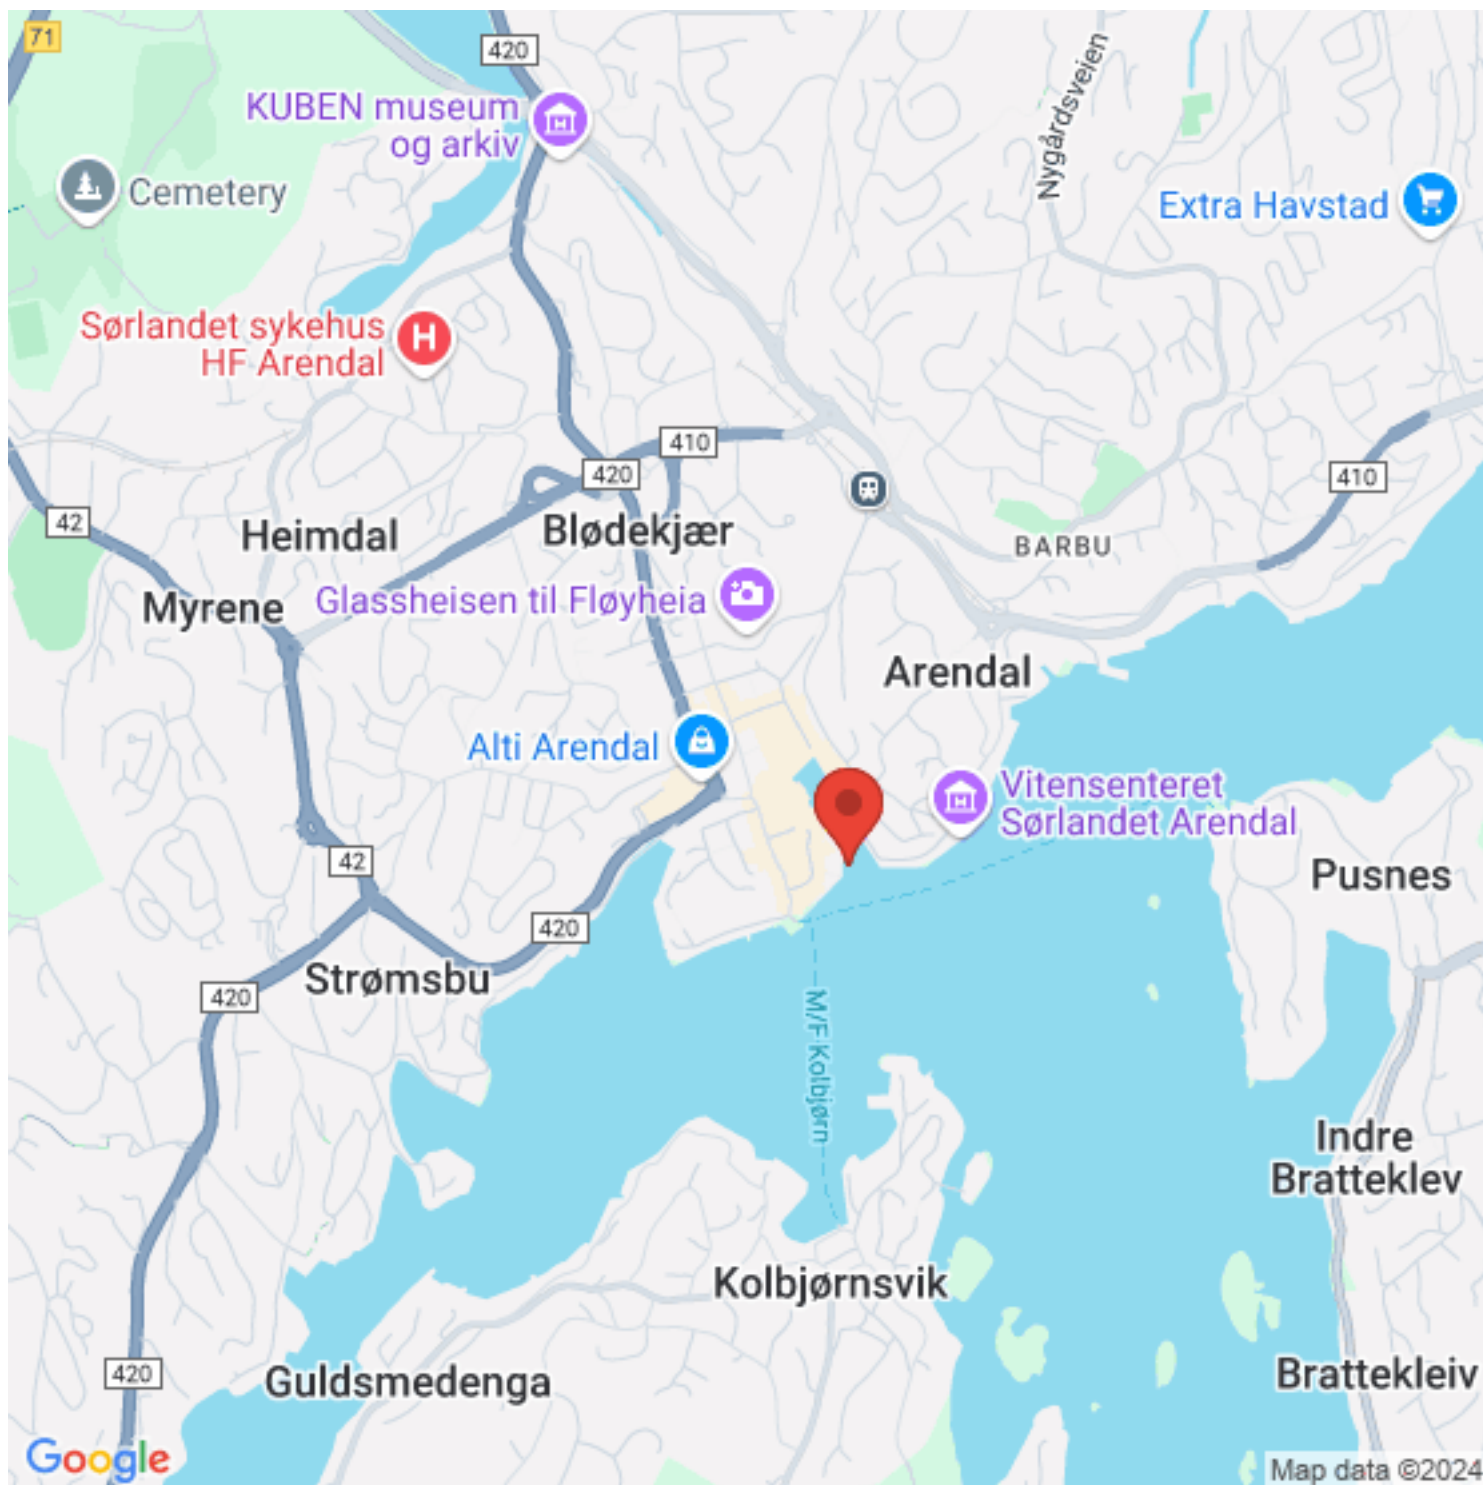 71
420
KUBEN museum
og arkiv
Nygårdsveien
Cemetery
Extra Havstad
Sørlandet sykehus
HF Arendal
H
410
420
410
42
Heimdal
Blødekjær
BARBU
Myrene
Glassheisen til Fløyheia
Arendal
Alti Arendal
Vitensenteret
Sørlandet Arendal
42
Pusnes
420
Strømsbu
420
M/F Kolbjørn
Indre
Bratteklev
Kolbjørnsvik
420
Guldsmedenga
Brattekleiv
Google
Map data ©2024